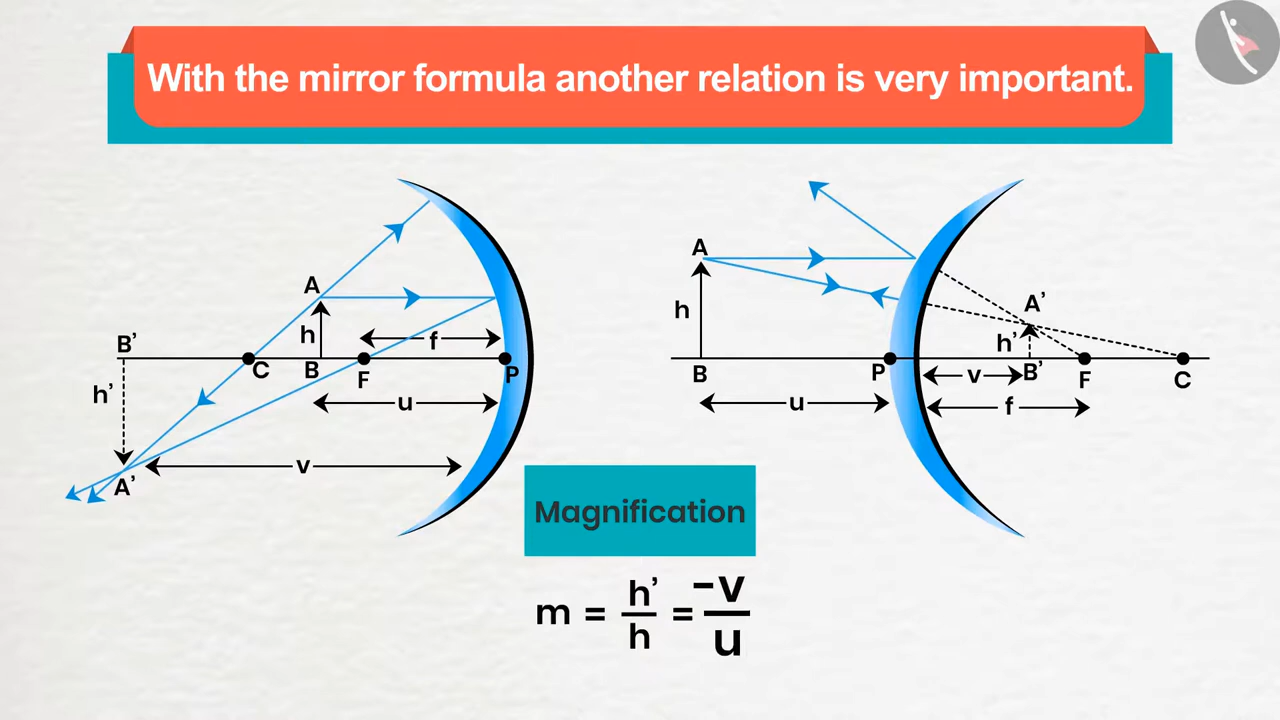 With the mirror formula another relation is very important.
A
h
f
B’
C
B
F
P
h’
u
v
A’
A
h
A’
h’
B
P
v
B’
F
C
u
f
Magnification
m = h’/h = -v/u